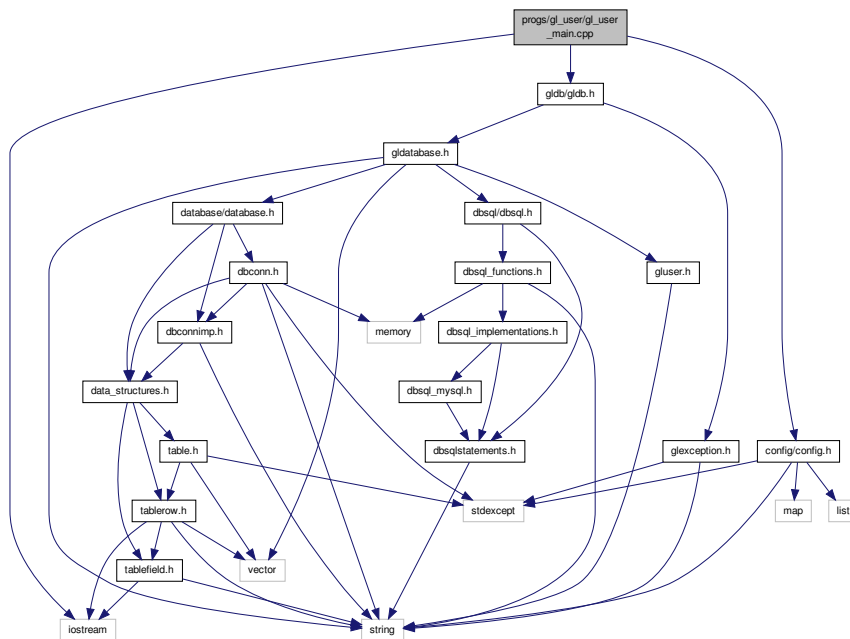 progs/gl_user/gl_user
_main.cpp
gldb/gldb.h
gldatabase.h
database/database.h
dbsql/dbsql.h
dbconn.h
dbsql_functions.h
gluser.h
dbconnimp.h
memory
dbsql_implementations.h
data_structures.h
dbsql_mysql.h
table.h
dbsqlstatements.h
glexception.h
config/config.h
tablerow.h
stdexcept
map
list
tablefield.h
vector
iostream
string